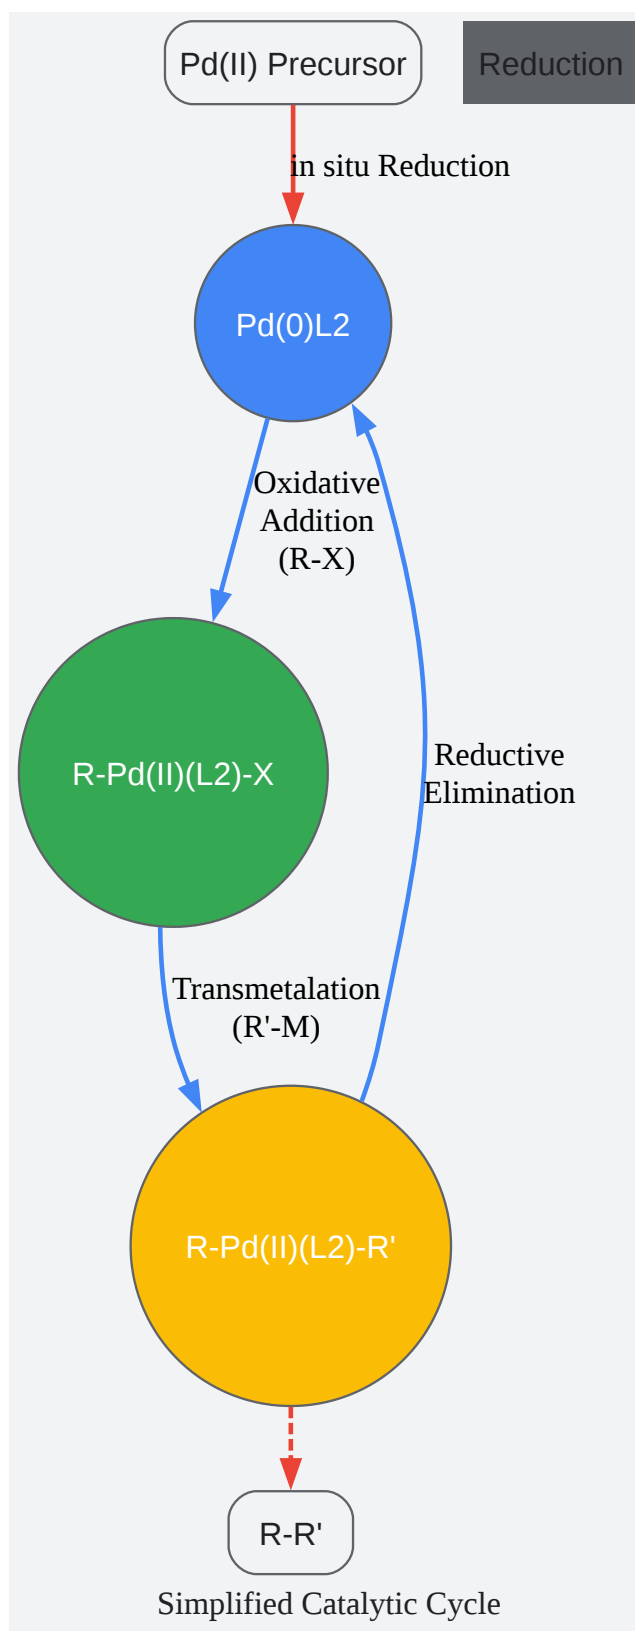 Pd(II) Precursor
Reduction
in situ Reduction
Pd(0)L2
Oxidative
Addition
(R-X)
R-Pd(II)(L2)-X
Reductive
Elimination
Transmetalation
(R'-M)
R-Pd(II)(L2)-R'
R-R'
Simplified Catalytic Cycle